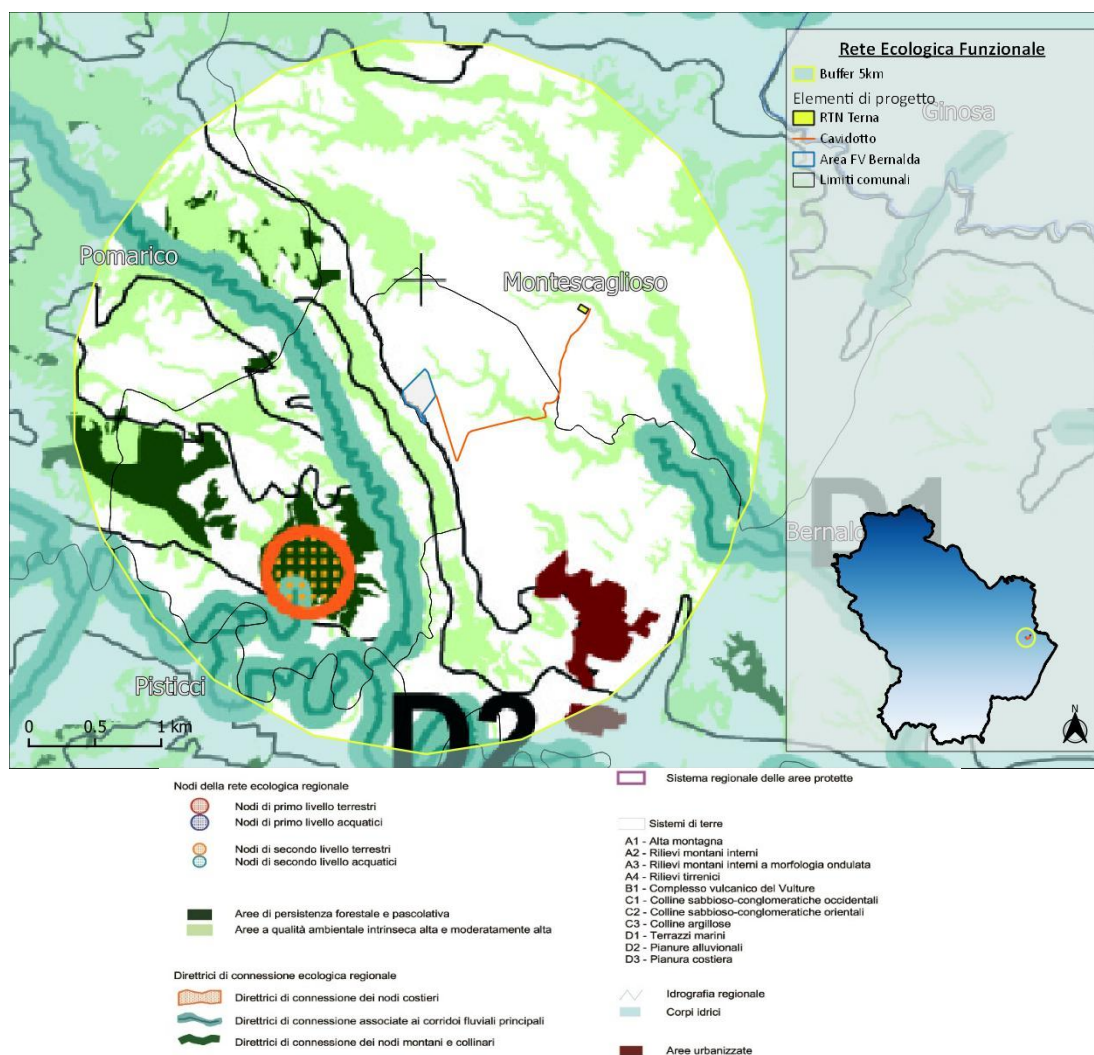 Rete Ecologica Funzionale
Buffer 5km
Elementi di progetto
RTN Terna
Cavidotto
Area FV Bernalda
Limiti comunali
Ginosa
Pomarico
Montescaglioso
D1
Bernald
Pisticci
D2
0 0.5 1 km
N
Nodi della rete ecologica regionale
Nodi di primo livello terrestri
Nodi di primo livello acquatici
Nodi di secondo livello terrestri
Nodi di secondo livello acquatici
Aree di persistenza forestale e pascolativa
Aree a qualità ambientale intrinseca alta e moderatamente alta
Direttrici di connessione ecologica regionale
Direttrici di connessione dei nodi costieri
Direttrici di connessione associate ai corridoi fluviali principali
Direttrici di connessione dei nodi montani e collinari
Sistema regionale delle aree protette
Sistemi di terre
A1 - Alta montagna
A2 - Rilievi montani interni
A3 - Rilievi montani interni a morfologia ondulata
A4 - Rilievi tirrenici
B1 - Complesso vulcanico del Vulture
C1 - Colline sabbioso-conglomeratiche occidentali
C2 - Colline sabbioso-conglomeratiche orientali
C3 - Colline argillose
D1 - Terrazzi marini
D2 - Pianure alluvionali
D3 - Pianura costiera
Idrografia regionale
Corpi idrici
Aree urbanizzate